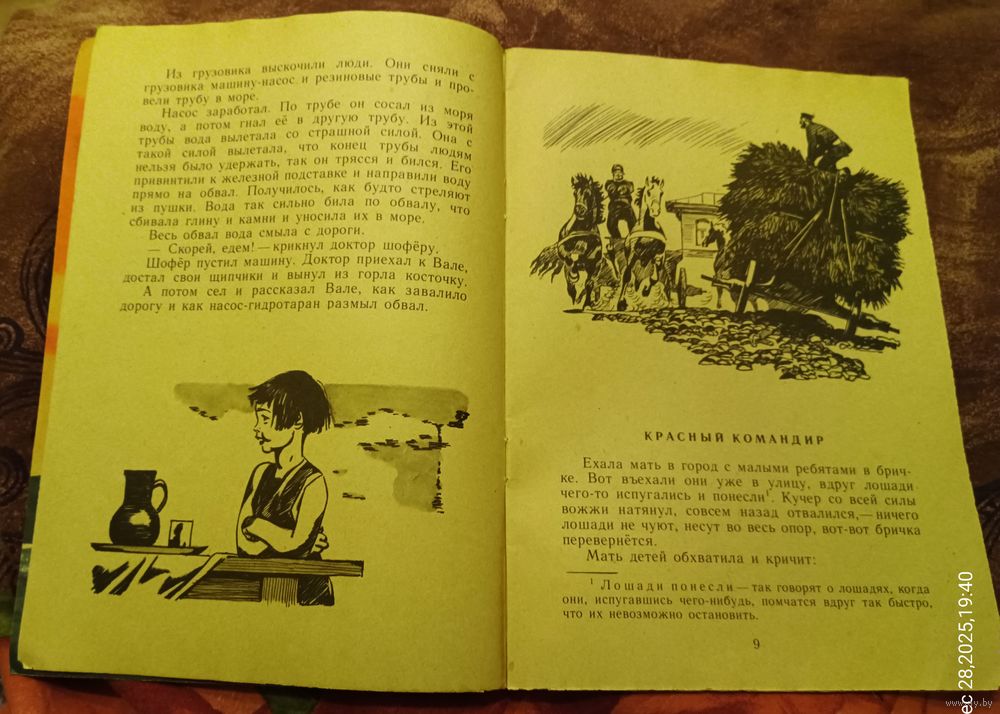 Из грузовика выскочили люди. Они сняли с
грузовика машину-насос и резиновые трубы и про-
вели трубу в море.
Насос заработал. По трубе он сосал из моря
воду, а потом гнал её в другую трубу. Из этой
трубы вода вылетала со страшной силой. Она с
такой силой вылетала, что конец трубы людям
нельзя было удержать, так он трясся и бился. Его
привинтили к железной подставке и направили воду
прямо на обвал. Получилось, как будто стреляют
из пушки. Вода так сильно била по обвалу, что
сбивала глину и камни и уносила их в море.
Весь обвал вода смыла с дороги.
— Скорей, едем! — крикнул доктор шофёру.
Шофёр пустил машину. Доктор приехал к Вале,
достал свои щипчики и вынул из горла косточку.
А потом сел и рассказал Вале, как завалило
дорогу и как насос-гидротаран размыл обвал.
КРАСНЫЙ КОМАНДИР
Ехала мать в город с малыми ребятами в брич-
ке. Вот въехали они уже в улицу, вдруг лошади
чего-то испугались и понесли¹. Кучер со всей силы
вожжи натянул, совсем назад отвалился,— ничего
лошади не чуют, несут во весь опор, вот-вот бричка
перевернётся.
Мать детей обхватила и кричит:
¹ Лошади понесли — так говорят о лошадях, когда
они, испугавшись чего-нибудь, помчатся вдруг так быстро,
что их невозможно остановить.
9
ec 28,2025,19:40